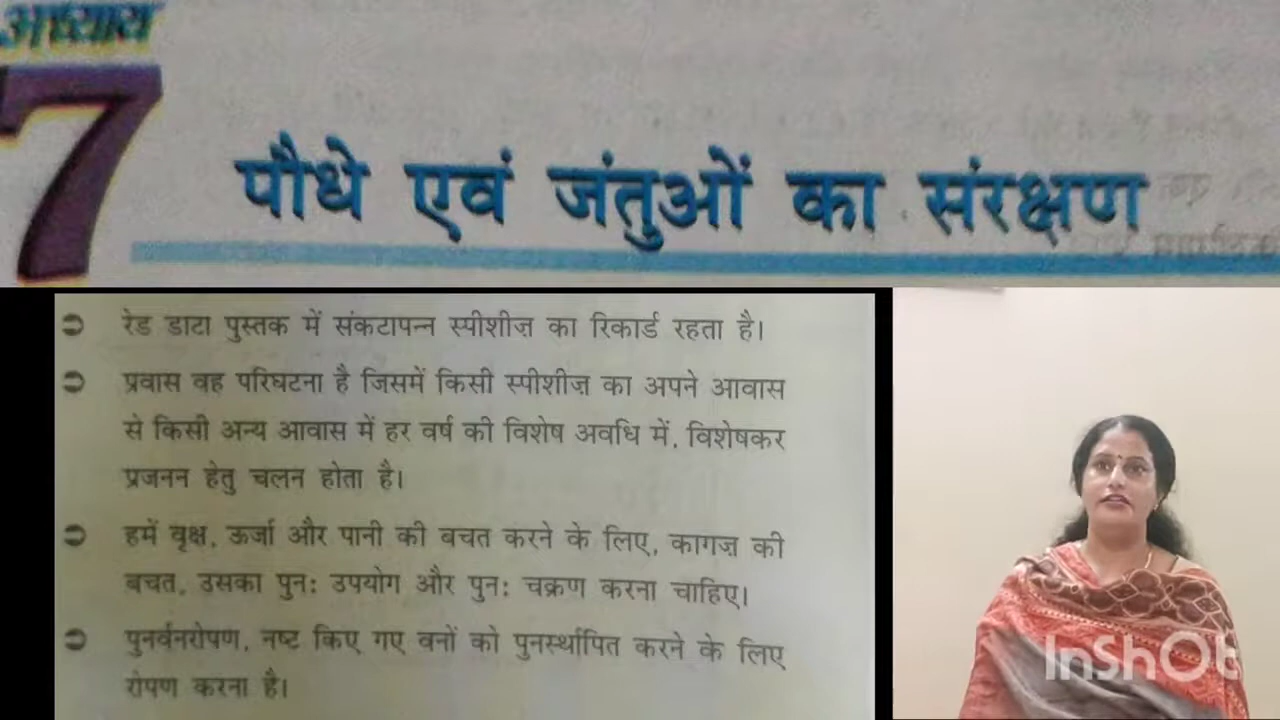 अध्याय
7
पौधे एवं जंतुओं का संरक्षण
रेड डाटा पुस्तक में संकटापन्न स्पीशीज़ का रिकार्ड रहता है।
प्रवास वह परिघटना है जिसमें किसी स्पीशीज़ का अपने आवास
से किसी अन्य आवास में हर वर्ष की विशेष अवधि में, विशेषकर
प्रजनन हेतु चलन होता है।
हमें वृक्ष, ऊर्जा और पानी की बचत करने के लिए, कागज़ की
बचत, उसका पुनः उपयोग और पुनः चक्रण करना चाहिए।
पुनर्वनरोपण, नष्ट किए गए वनों को पुनर्स्थापित करने के लिए
रोपण करना है।
InShOt